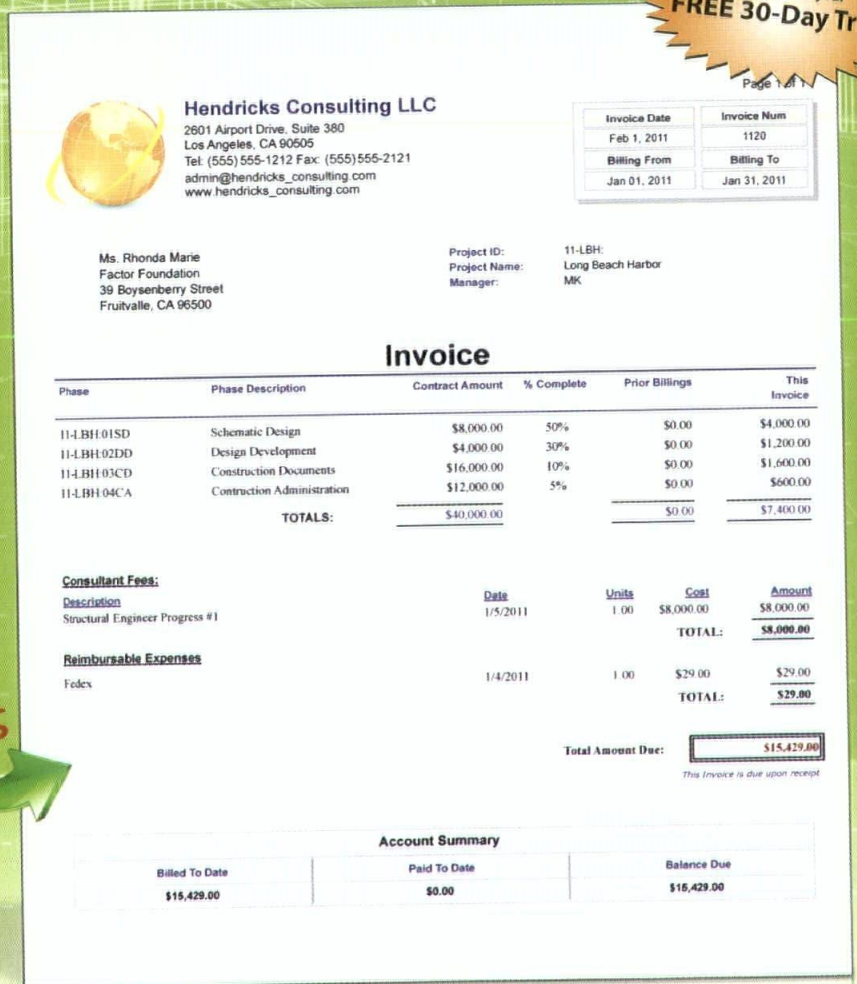 FREE 30-Day Tr
Page 1 of 1
Hendricks Consulting LLC
2601 Airport Drive, Suite 380
Los Angeles, CA 90505
Tel: (555) 555-1212 Fax: (555)555-2121
admin@hendricks_consulting.com
www.hendricks_consulting.com
Invoice Date Invoice Num
Feb 1, 2011 1120
Billing From Billing To
Jan 01, 2011 Jan 31, 2011
Ms. Rhonda Marie
Factor Foundation
39 Boysenberry Street
Fruitvalle, CA 96500
Project ID: 11-LBH:
Project Name: Long Beach Harbor
Manager: MK
Invoice
Phase Phase Description Contract Amount % Complete Prior Billings This Invoice
11-LBH:01SD Schematic Design $8,000.00 50% $0.00 $4,000.00
11-LBH:02DD Design Development $4,000.00 30% $0.00 $1,200.00
11-LBH:03CD Construction Documents $16,000.00 10% $0.00 $1,600.00
11-LBH:04CA Contruction Administration $12,000.00 5% $0.00 $600.00
TOTALS: $40,000.00 $0.00 $7,400.00
Consultant Fees:
Description Date Units Cost Amount
Structural Engineer Progress #1 1/5/2011 1.00 $8,000.00 $8,000.00
TOTAL: $8,000.00
Reimbursable Expenses
Fedex 1/4/2011 1.00 $29.00 $29.00
TOTAL: $29.00
Total Amount Due: $15,429.00
This Invoice is due upon receipt
Account Summary
Billed To Date Paid To Date Balance Due
$15,429.00 $0.00 $15,429.00